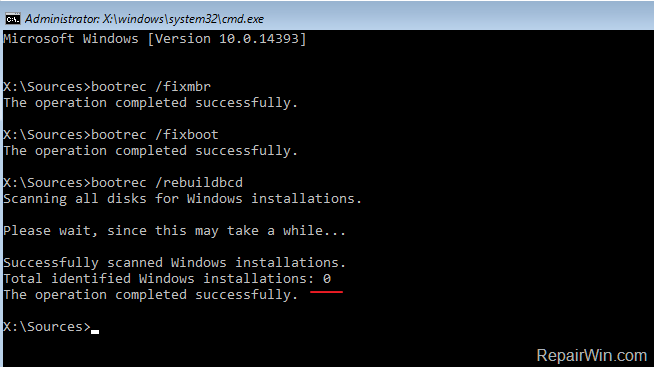 Administrator: X:\windows\system32\cmd.exe
Microsoft Windows [Version 10.0.14393]
X:\Sources>bootrec /fixmbr
The operation completed successfully.
X:\Sources>bootrec /fixboot
The operation completed successfully.
X:\Sources>bootrec /rebuildbcd
Scanning all disks for Windows installations.
Please wait, since this may take a while...
Successfully scanned Windows installations.
Total identified Windows installations: 0
The operation completed successfully.
X:\Sources>
RepairWin.com